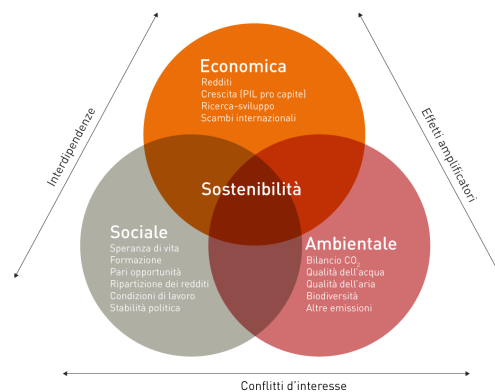 Economica
Redditi
Crescita (PIL pro capite)
Ricerca-sviluppo
Scambi internazionali
Interdipendenze
Effetti amplificatori
Sostenibilità
Sociale
Speranza di vita
Formazione
Pari opportunità
Ripartizione dei redditi
Condizioni di lavoro
Stabilità politica
Ambientale
Bilancio CO₂
Qualità dell'acqua
Qualità dell'aria
Biodiversità
Altre emissioni
Conflitti d'interesse